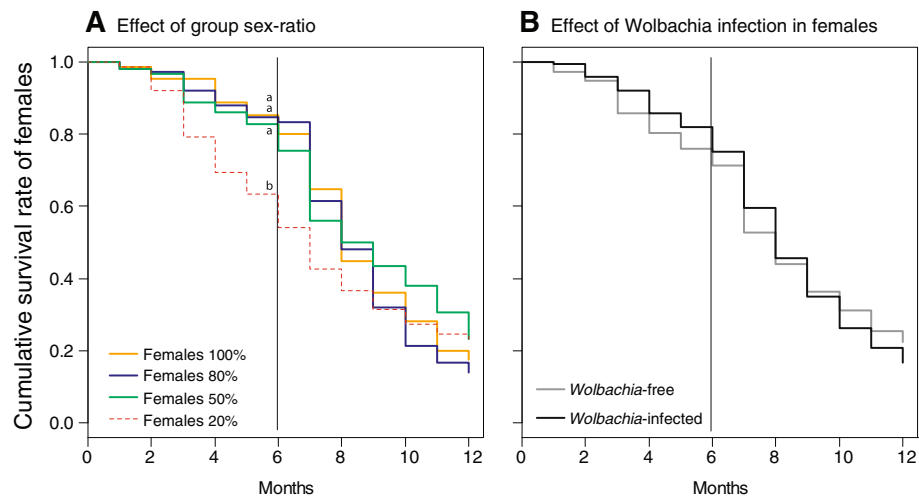 A Effect of group sex-ratio
Cumulative survival rate of females
1.0
0.8
0.6
0.4
0.2
0.0
a
a
a
b
Females 100%
Females 80%
Females 50%
Females 20%
0 2 4 6 8 10 12
Months
B Effect of Wolbachia infection in females
Wolbachia-free
Wolbachia-infected
0 2 4 6 8 10 12
Months